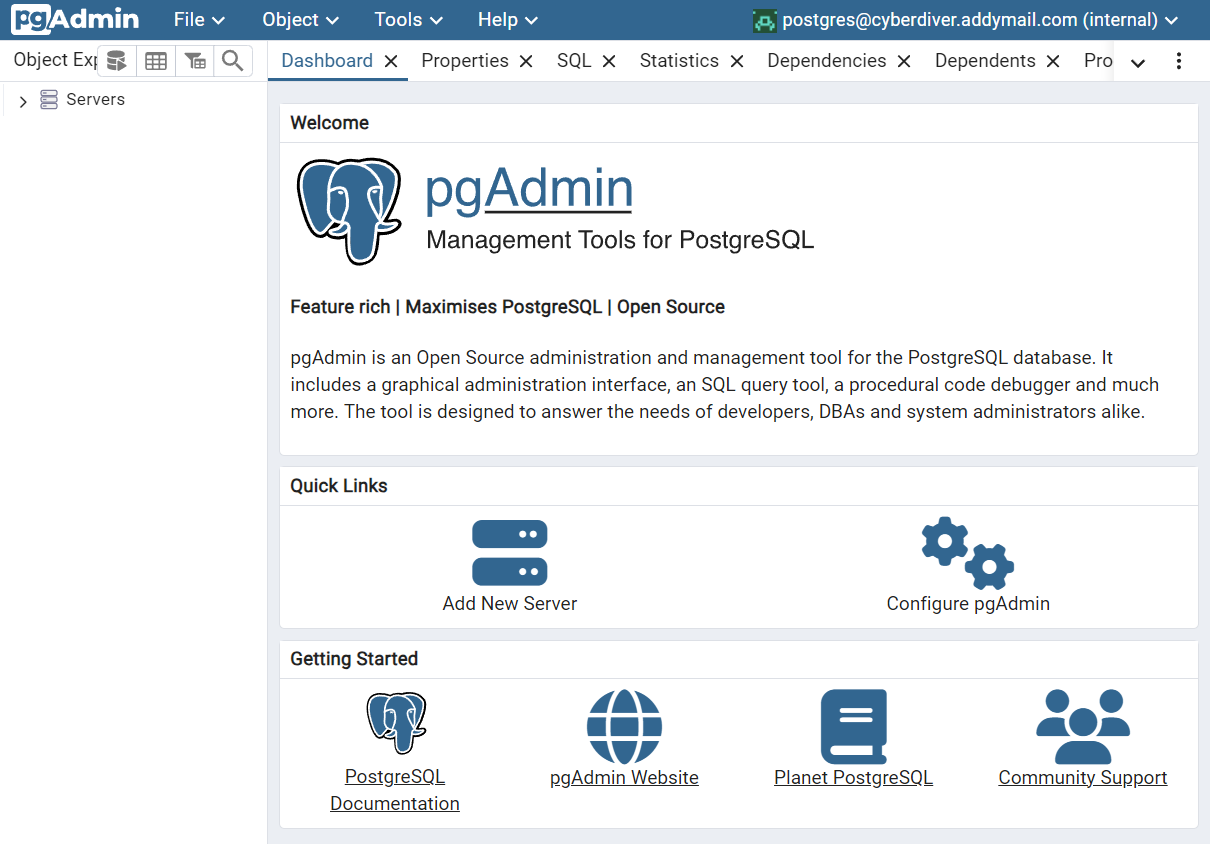 pgAdmin File Object Tools Help postgres@cyberdiver.addymail.com (internal)
Object Exp
Dashboard Properties SQL Statistics Dependencies Dependents Pro
Servers
Welcome
pgAdmin
Management Tools for PostgreSQL
Feature rich | Maximises PostgreSQL | Open Source
pgAdmin is an Open Source administration and management tool for the PostgreSQL database. It
includes a graphical administration interface, an SQL query tool, a procedural code debugger and much
more. The tool is designed to answer the needs of developers, DBAs and system administrators alike.
Quick Links
Add New Server
Configure pgAdmin
Getting Started
PostgreSQL
Documentation
pgAdmin Website
Planet PostgreSQL
Community Support